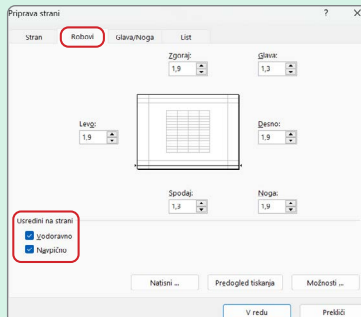 Priprava strani ? ×
Stran Robovi Glava/Noga List
Zgoraj: Glava:
1,9 1,3
Levo: Desno:
1,9 1,9
Spodaj: Noga:
1,3 1,9
Usredini na strani
Vodoravno
Navpično
Natisni ... Predogled tiskanja Možnosti ...
V redu Prekliči